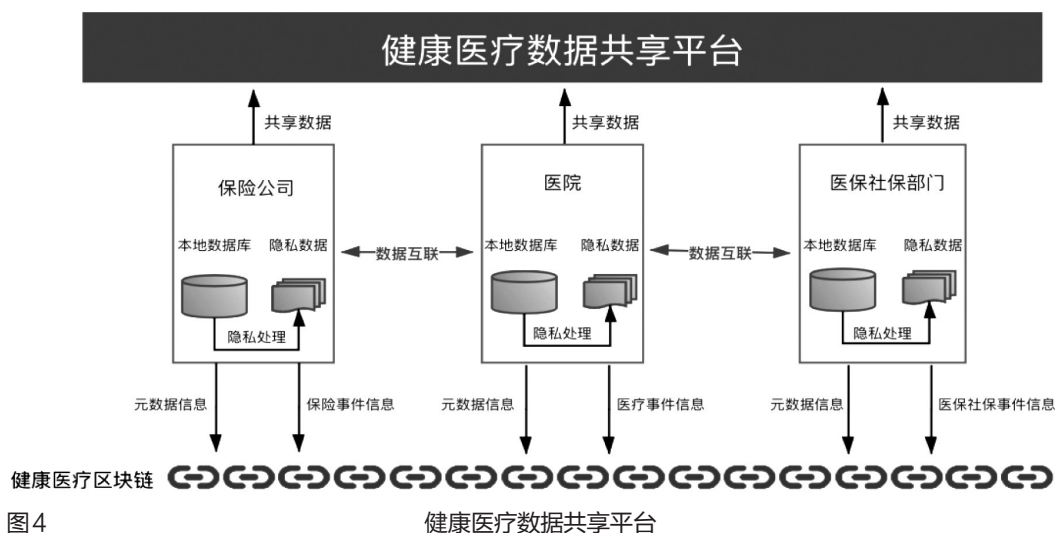 健康医疗数据共享平台
共享数据 共享数据 共享数据
保险公司 医院 医保社保部门
本地数据库 隐私数据 本地数据库 隐私数据 本地数据库 隐私数据
数据互联 数据互联
隐私处理 隐私处理 隐私处理
元数据信息 保险事件信息 元数据信息 医疗事件信息 元数据信息 医保社保事件信息
健康医疗区块链
图4 健康医疗数据共享平台